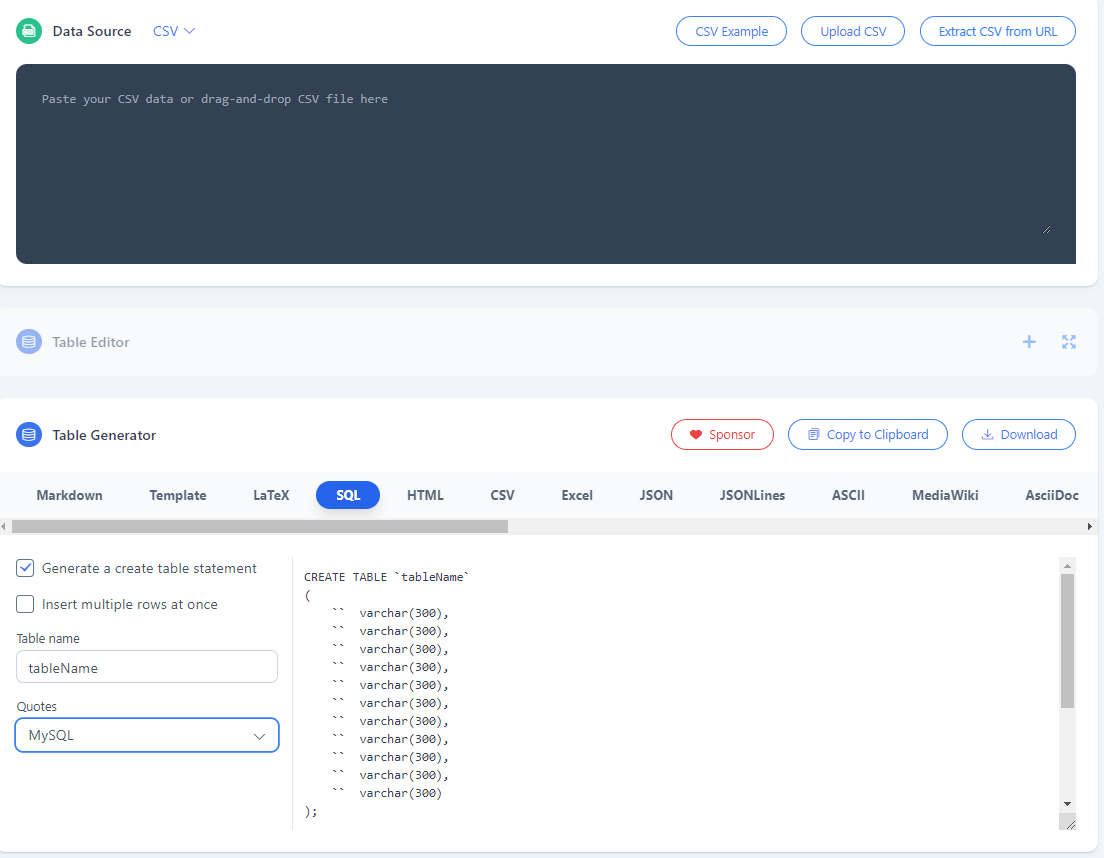 Data Source CSV CSV Example Upload CSV Extract CSV from URL
Paste your CSV data or drag-and-drop CSV file here
Table Editor
Table Generator Sponsor Copy to Clipboard Download
Markdown Template LaTeX SQL HTML CSV Excel JSON JSONLines ASCII MediaWiki AsciiDoc
Generate a create table statement
Insert multiple rows at once
Table name
tableName
Quotes
MySQL
CREATE TABLE `tableName`
(
    ``  varchar(300),
    ``  varchar(300),
    ``  varchar(300),
    ``  varchar(300),
    ``  varchar(300),
    ``  varchar(300),
    ``  varchar(300),
    ``  varchar(300),
    ``  varchar(300),
    ``  varchar(300),
    ``  varchar(300)
);